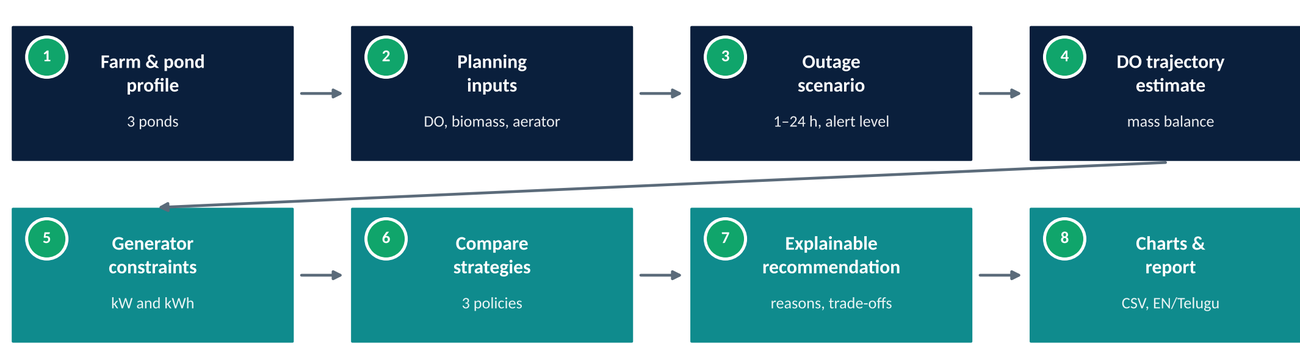 1
Farm & pond
profile
3 ponds
2
Planning
inputs
DO, biomass, aerator
3
Outage
scenario
1–24 h, alert level
4
DO trajectory
estimate
mass balance
5
Generator
constraints
kW and kWh
6
Compare
strategies
3 policies
7
Explainable
recommendation
reasons, trade-offs
8
Charts &
report
CSV, EN/Telugu